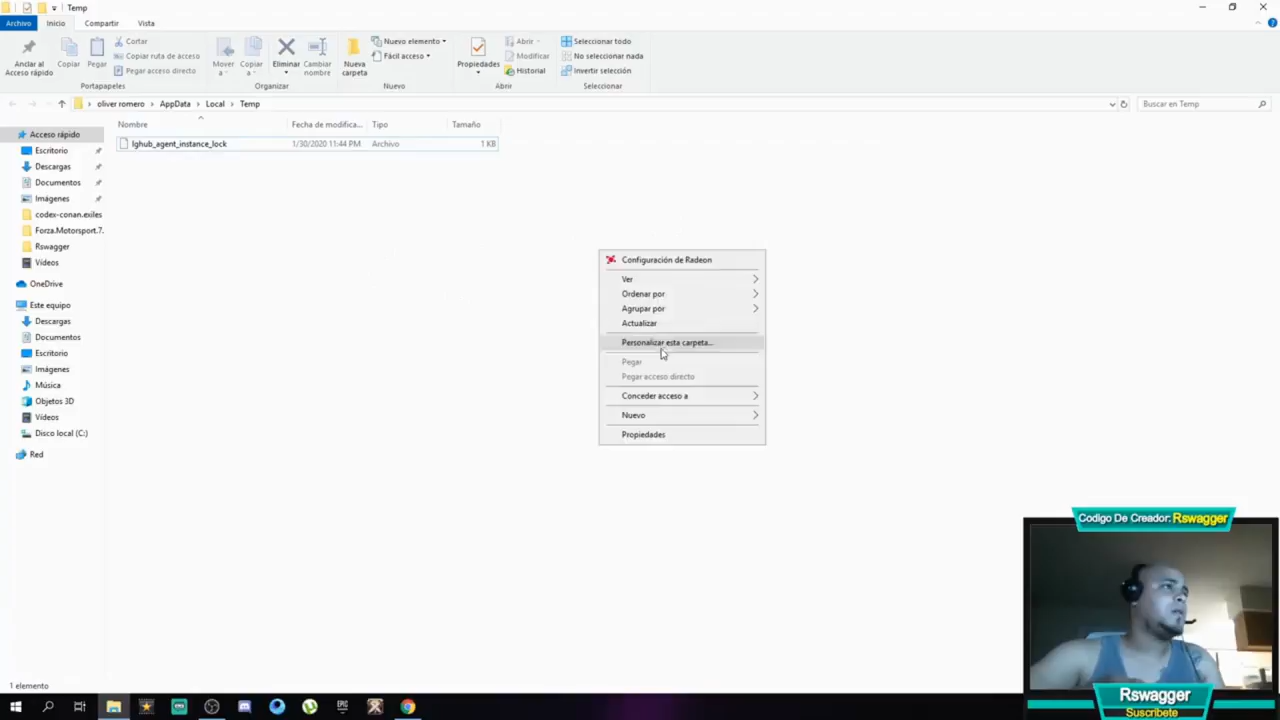 Temp
Archivo
Inicio
Compartir
Vista
Anclar al
Acceso rápido
Copiar
Pegar
Cortar
Copiar ruta de acceso
Pegar acceso directo
Portapapeles
Mover
a
Copiar
a
Eliminar
Cambiar
nombre
Organizar
Nueva
carpeta
Nuevo elemento
Fácil acceso
Nuevo
Propiedades
Abrir
Modificar
Historial
Abrir
Seleccionar todo
No seleccionar nada
Invertir selección
Seleccionar
oliver romero > AppData > Local > Temp
Buscar en Temp
Nombre
Fecha de modifica...
Tipo
Tamaño
lghub_agent_instance_lock
1/30/2020 11:44 PM
Archivo
1 KB
Acceso rápido
Escritorio
Descargas
Documentos
Imágenes
codex-conan.exiles
Forza.Motorsport.7.
Rswagger
Vídeos
OneDrive
Este equipo
Descargas
Documentos
Escritorio
Imágenes
Música
Objetos 3D
Vídeos
Disco local (C:)
Red
Configuración de Radeon
Ver
Ordenar por
Agrupar por
Actualizar
Personalizar esta carpeta...
Pegar
Pegar acceso directo
Conceder acceso a
Nuevo
Propiedades
Codigo De Creador: Rswagger
Rswagger
Suscribete
1 elemento
EPIC